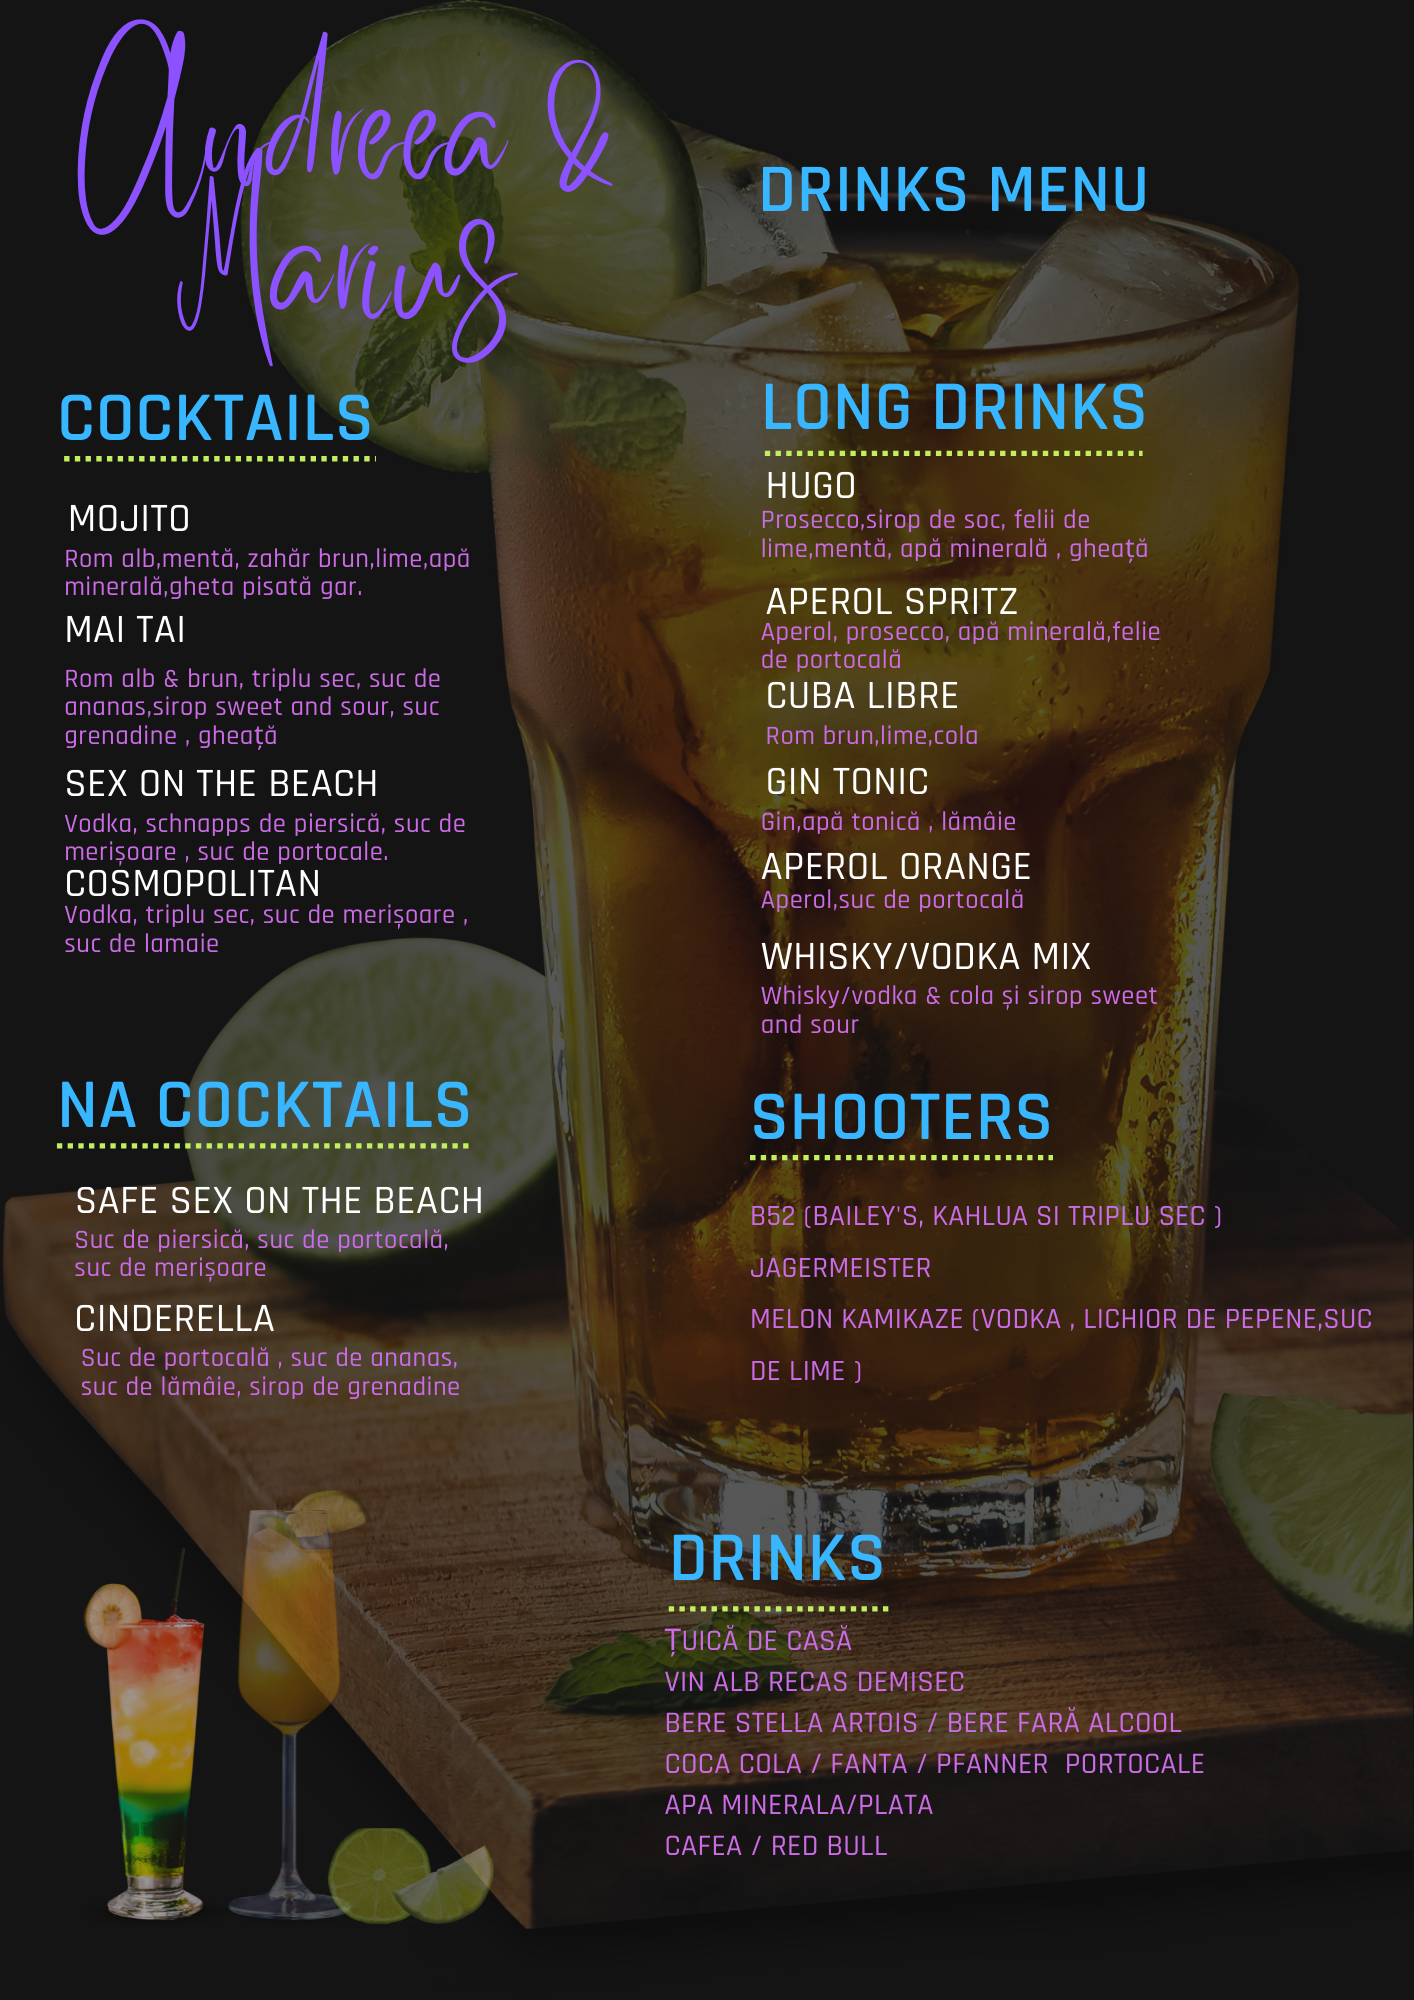 Andreea &
Marius
DRINKS MENU
COCKTAILS
MOJITO
Rom alb,mentă, zahăr brun,lime,apă
minerală,gheta pisată gar.
MAI TAI
Rom alb & brun, triplu sec, suc de
ananas,sirop sweet and sour, suc
grenadine , gheață
SEX ON THE BEACH
Vodka, schnapps de piersică, suc de
merișoare , suc de portocale.
COSMOPOLITAN
Vodka, triplu sec, suc de merișoare ,
suc de lamaie
NA COCKTAILS
SAFE SEX ON THE BEACH
Suc de piersică, suc de portocală,
suc de merișoare
CINDERELLA
Suc de portocală , suc de ananas,
suc de lămâie, sirop de grenadine
LONG DRINKS
HUGO
Prosecco,sirop de soc, felii de
lime,mentă, apă minerală , gheață
APEROL SPRITZ
Aperol, prosecco, apă minerală,felie
de portocală
CUBA LIBRE
Rom brun,lime,cola
GIN TONIC
Gin,apă tonică , lămâie
APEROL ORANGE
Aperol,suc de portocală
WHISKY/VODKA MIX
Whisky/vodka & cola și sirop sweet
and sour
SHOOTERS
B52 (BAILEY'S, KAHLUA SI TRIPLU SEC )
JAGERMEISTER
MELON KAMIKAZE (VODKA , LICHIOR DE PEPENE,SUC
DE LIME )
DRINKS
ȚUICĂ DE CASĂ
VIN ALB RECAS DEMISEC
BERE STELLA ARTOIS / BERE FARĂ ALCOOL
COCA COLA / FANTA / PFANNER  PORTOCALE
APA MINERALA/PLATA
CAFEA / RED BULL